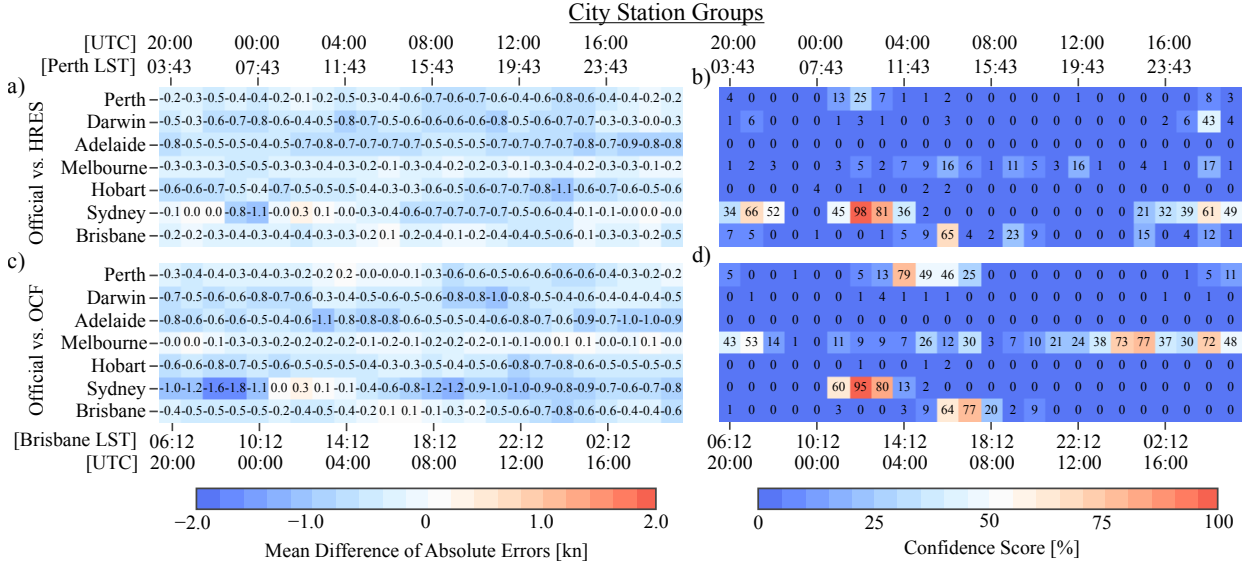 City Station Groups
[UTC] 20:00 00:00 04:00 08:00 12:00 16:00 20:00 00:00 04:00 08:00 12:00 16:00
[Perth LST] 03:43 07:43 11:43 15:43 19:43 23:43 03:43 07:43 11:43 15:43 19:43 23:43
a) b)
Official vs. HRES
Perth -0.2 -0.3 -0.5 -0.4 -0.4 -0.2 -0.1 -0.2 -0.5 -0.3 -0.4 -0.6 -0.7 -0.6 -0.7 -0.6 -0.4 -0.6 -0.8 -0.6 -0.4 -0.4 -0.2 -0.2 4 0 0 0 0 13 25 7 1 1 2 0 0 0 0 0 1 0 0 0 0 0 8 3
Darwin -0.5 -0.3 -0.6 -0.7 -0.8 -0.6 -0.4 -0.5 -0.8 -0.7 -0.5 -0.6 -0.6 -0.6 -0.6 -0.8 -0.5 -0.6 -0.7 -0.7 -0.3 -0.3 -0.0 -0.3 1 6 0 0 0 1 3 1 0 0 3 0 0 0 0 0 0 0 0 0 2 6 43 4
Adelaide -0.8 -0.5 -0.5 -0.5 -0.4 -0.5 -0.7 -0.8 -0.7 -0.7 -0.7 -0.7 -0.6 -0.5 -0.6 -0.7 -0.7 -0.7 -0.7 -0.8 -0.7 -0.9 -0.8 -0.8 0 0 0 0 0 0 0 0 0 0 0 0 0 0 0 0 0 0 0 0 0 0 0 0
Melbourne -0.3 -0.3 -0.3 -0.5 -0.5 -0.3 -0.3 -0.4 -0.3 -0.2 0.1 -0.3 -0.4 -0.2 -0.2 -0.3 -0.1 -0.3 -0.4 -0.2 -0.3 -0.3 -0.1 -0.2 1 2 3 0 0 3 5 2 7 9 16 6 1 11 5 3 16 1 0 4 1 0 17 1
Hobart -0.6 -0.6 -0.7 -0.5 -0.4 -0.7 -0.5 -0.5 -0.5 -0.4 -0.3 -0.3 -0.6 -0.5 -0.6 -0.7 -0.7 -0.8 -1.1 -0.6 -0.7 -0.6 -0.5 -0.6 0 0 0 0 4 0 1 0 0 2 2 0 0 0 0 0 0 0 0 0 0 0 0 0
Sydney -0.1 0.0 0.0 -0.8 -1.1 -0.0 0.3 0.1 -0.0 -0.3 -0.4 -0.6 -0.7 -0.7 -0.7 -0.7 -0.5 -0.6 -0.4 -0.1 -0.1 -0.0 0.0 -0.0 34 66 52 0 0 45 98 81 36 2 0 0 0 0 0 0 0 0 0 21 32 39 61 49
Brisbane -0.2 -0.2 -0.3 -0.4 -0.3 -0.4 -0.4 -0.3 -0.3 -0.2 0.1 -0.2 -0.4 -0.2 -0.1 -0.4 -0.4 -0.5 -0.4 -0.1 -0.3 -0.3 -0.2 -0.5 7 5 0 0 1 0 0 0 1 5 9 65 4 2 23 9 0 0 0 15 0 4 12 1
c) d)
Official vs. OCF
Perth -0.3 -0.4 -0.4 -0.3 -0.4 -0.3 -0.2 -0.2 0.2 -0.0 -0.0 -0.1 -0.3 -0.6 -0.6 -0.5 -0.6 -0.6 -0.6 -0.4 -0.4 -0.3 -0.2 -0.2 5 0 0 1 0 0 5 13 79 49 46 25 0 0 0 0 0 0 0 0 0 1 5 11
Darwin -0.7 -0.5 -0.6 -0.6 -0.8 -0.7 -0.6 -0.3 -0.4 -0.5 -0.6 -0.5 -0.6 -0.8 -0.8 -1.0 -0.8 -0.5 -0.4 -0.6 -0.4 -0.4 -0.4 -0.5 0 1 0 0 0 1 4 1 1 1 0 0 0 0 0 0 0 0 0 0 1 0 1 0
Adelaide -0.8 -0.6 -0.6 -0.6 -0.5 -0.4 -0.6 -1.1 -0.8 -0.8 -0.8 -0.6 -0.5 -0.5 -0.4 -0.6 -0.8 -0.7 -0.6 -0.9 -0.7 -1.0 -1.0 -0.9 0 0 0 0 0 0 0 0 0 0 0 0 0 0 0 0 0 0 0 0 0 0 0 0
Melbourne -0.0 0.0 -0.1 -0.3 -0.3 -0.2 -0.2 -0.2 -0.2 -0.1 -0.2 -0.1 -0.2 -0.2 -0.2 -0.1 -0.1 -0.0 0.1 0.1 -0.0 -0.1 0.1 -0.0 43 53 14 1 0 11 9 9 7 26 12 30 3 7 10 21 24 38 73 77 37 30 72 48
Hobart -0.6 -0.6 -0.8 -0.7 -0.5 -0.6 -0.5 -0.5 -0.5 -0.4 -0.3 -0.4 -0.5 -0.5 -0.5 -0.8 -0.7 -0.6 -0.7 -0.6 -0.7 -0.6 -0.5 -0.5 0 0 0 0 0 0 1 0 0 1 2 0 0 0 0 0 0 0 0 0 0 0 0 0
Sydney -1.0 -1.2 -1.6 -1.8 -1.1 0.0 0.3 0.1 -0.1 -0.4 -0.6 -0.8 -1.2 -1.2 -0.9 -1.0 -1.0 -0.9 -0.8 -0.7 -0.6 -0.7 -0.8 -0.8 0 0 0 0 0 60 95 80 13 2 0 0 0 0 0 0 0 0 0 0 0 0 0 0
Brisbane -0.4 -0.5 -0.5 -0.5 -0.5 -0.2 -0.4 -0.5 -0.4 -0.2 0.1 0.1 -0.1 -0.3 -0.2 -0.5 -0.6 -0.7 -0.8 -0.6 -0.6 -0.4 -0.4 -0.6 1 0 0 0 0 3 0 0 3 9 64 77 20 2 9 0 0 0 0 0 0 0 0 0
[Brisbane LST] 06:12 10:12 14:12 18:12 22:12 02:12 06:12 10:12 14:12 18:12 22:12 02:12
[UTC] 20:00 00:00 04:00 08:00 12:00 16:00 20:00 00:00 04:00 08:00 12:00 16:00
−2.0 −1.0 0 1.0 2.0 0 25 50 75 100
Mean Difference of Absolute Errors [kn] Confidence Score [%]